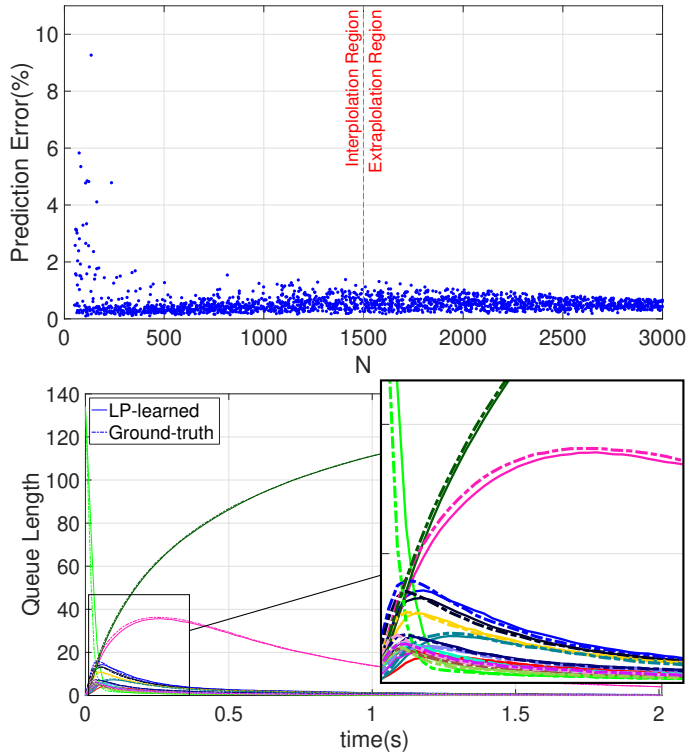 10
8
6
4
2
0
Prediction Error(%)
Interplolation Region
Extraplolation Region
0 500 1000 1500 2000 2500 3000
N
140
120
100
80
60
40
20
0
Queue Length
LP-learned
Ground-truth
0 0.5 1 1.5 2
time(s)